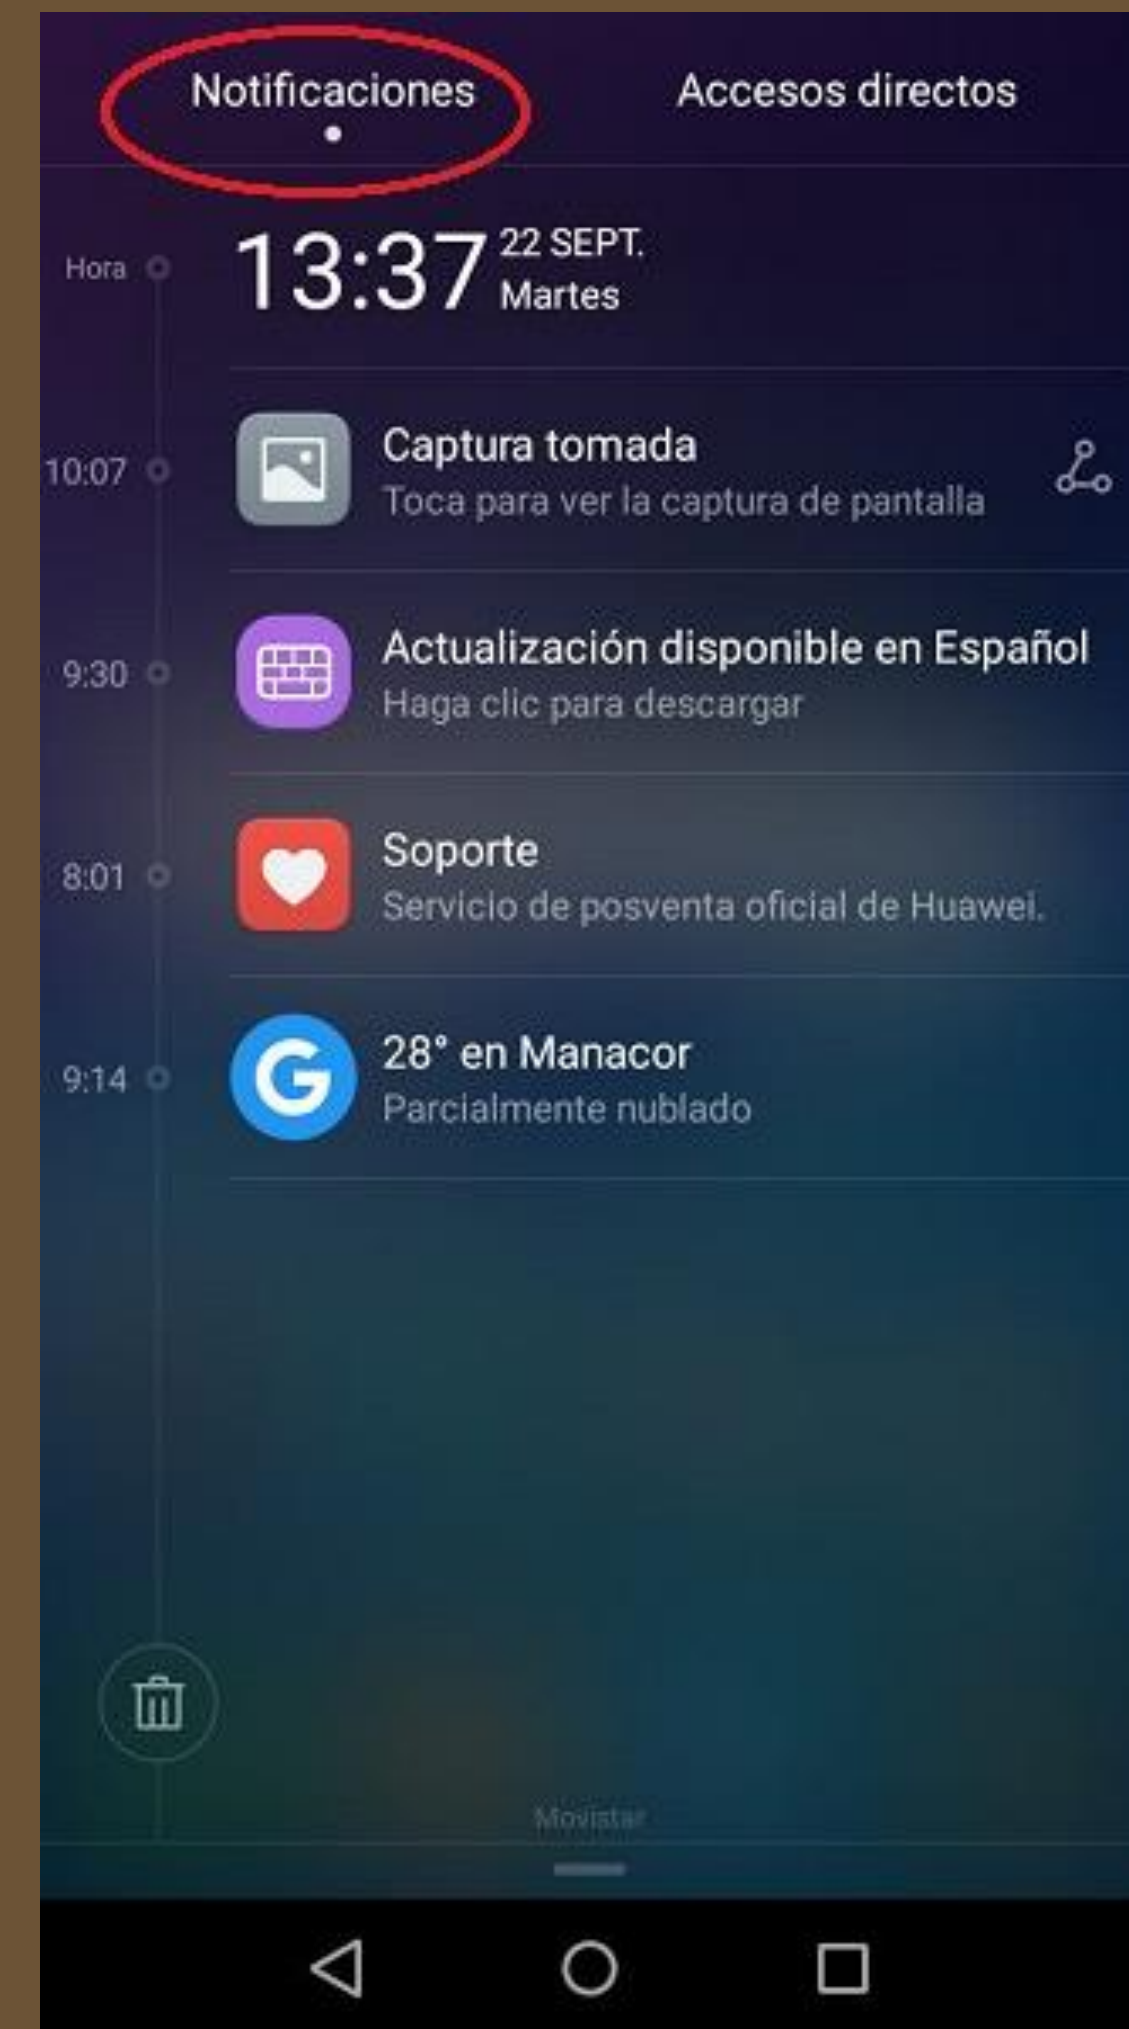 Notificaciones
Accesos directos
Hora
13:37
22 SEPT.
Martes
10:07
Captura tomada
Toca para ver la captura de pantalla
9:30
Actualización disponible en Español
Haga clic para descargar
8:01
Soporte
Servicio de posventa oficial de Huawei.
9:14
G
28° en Manacor
Parcialmente nublado
Movistar